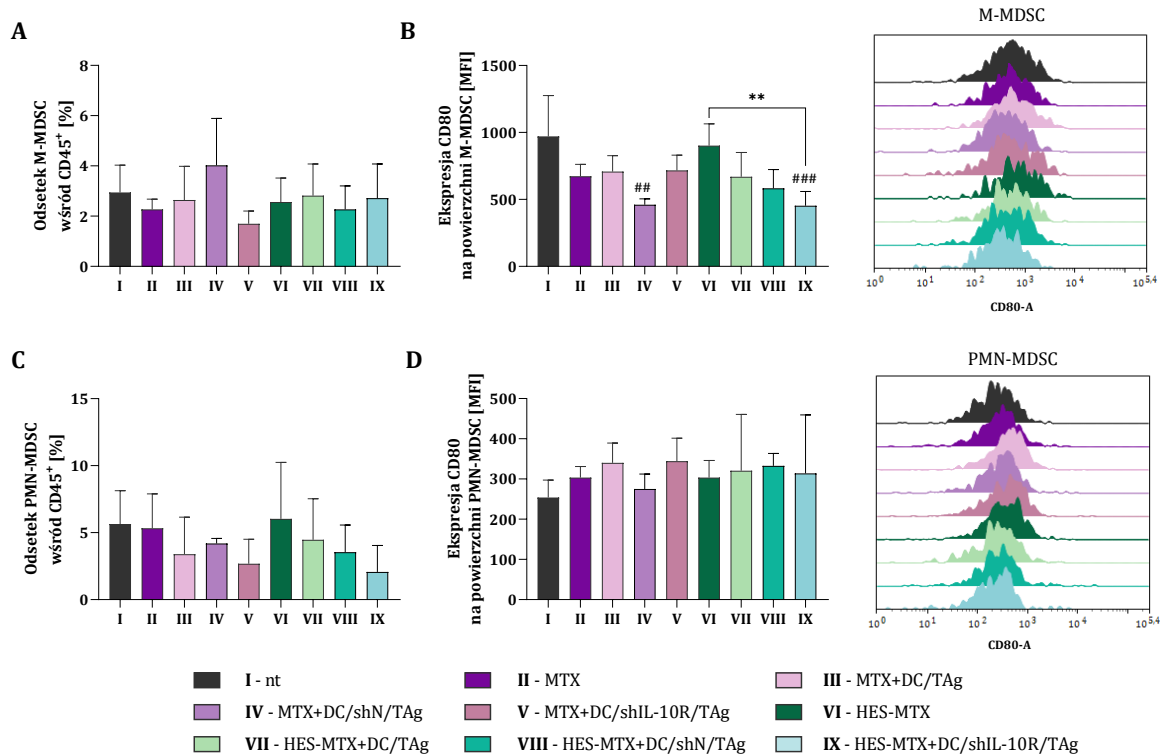 A
Odsetek M-MDSC
wśród CD45⁺ [%]
8
6
4
2
0
I II III IV V VI VII VIII IX
B
Ekspresja CD80
na powierzchni M-MDSC [MFI]
1500
1000
500
0
##
**
###
I II III IV V VI VII VIII IX
M-MDSC
10⁰ 10¹ 10² 10³ 10⁴ 10⁵,⁴
CD80-A
C
Odsetek PMN-MDSC
wśród CD45⁺ [%]
15
10
5
0
I II III IV V VI VII VIII IX
D
Ekspresja CD80
na powierzchni PMN-MDSC [MFI]
500
400
300
200
100
0
I II III IV V VI VII VIII IX
PMN-MDSC
10⁰ 10¹ 10² 10³ 10⁴ 10⁵,⁴
CD80-A
I - nt
II - MTX
III - MTX+DC/TAg
IV - MTX+DC/shN/TAg
V - MTX+DC/shIL-10R/TAg
VI - HES-MTX
VII - HES-MTX+DC/TAg
VIII - HES-MTX+DC/shN/TAg
IX - HES-MTX+DC/shIL-10R/TAg